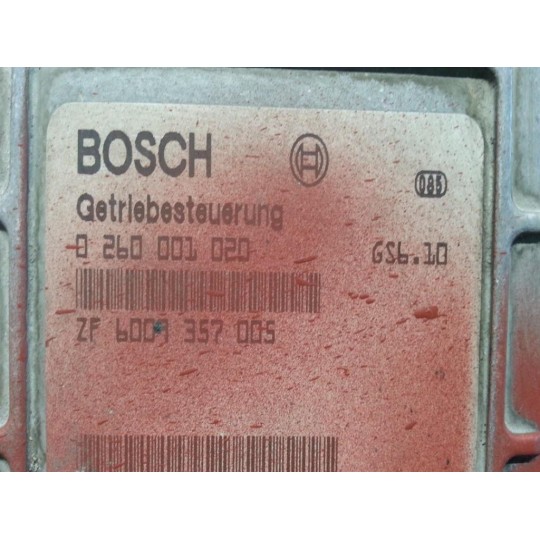 BOSCH
085
Getriebesteuerung
0 260 001 020 GS6.10
ZF 6009 357 005